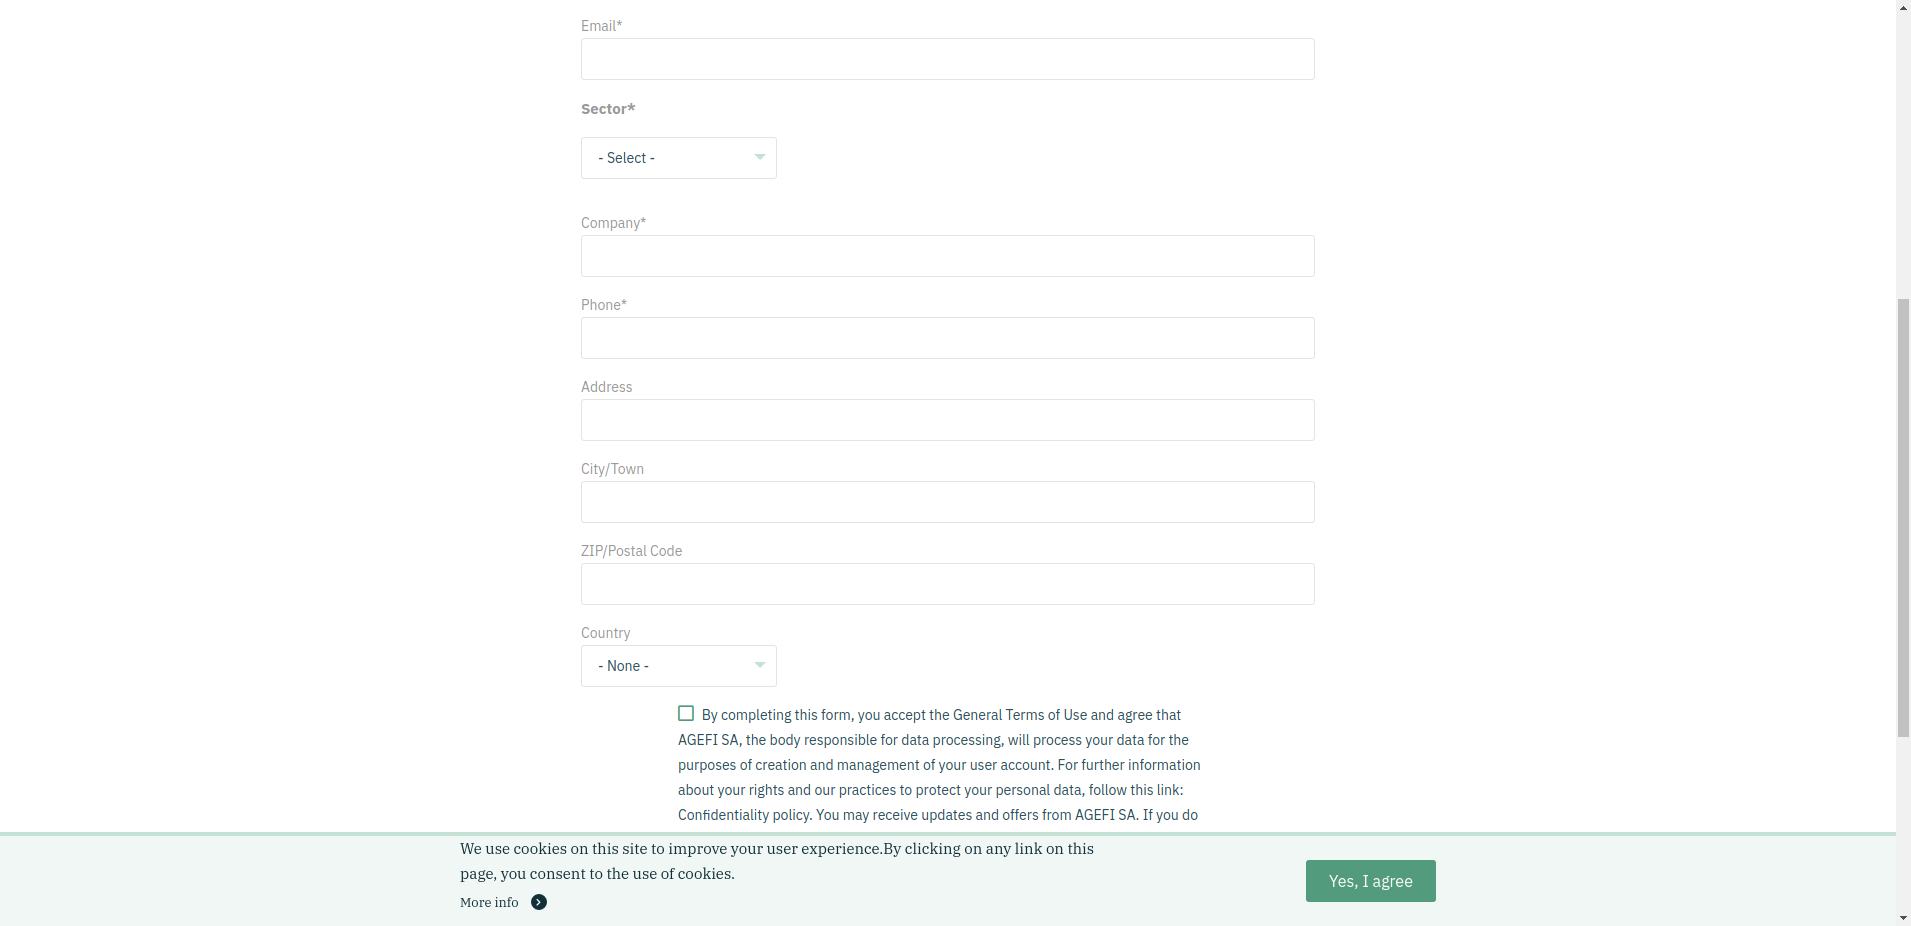 Email*
Sector*
- Select -
Company*
Phone*
Address
City/Town
ZIP/Postal Code
Country
- None -
By completing this form, you accept the General Terms of Use and agree that
AGEFI SA, the body responsible for data processing, will process your data for the
purposes of creation and management of your user account. For further information
about your rights and our practices to protect your personal data, follow this link:
Confidentiality policy. You may receive updates and offers from AGEFI SA. If you do
We use cookies on this site to improve your user experience.By clicking on any link on this
page, you consent to the use of cookies.
More info
Yes, I agree